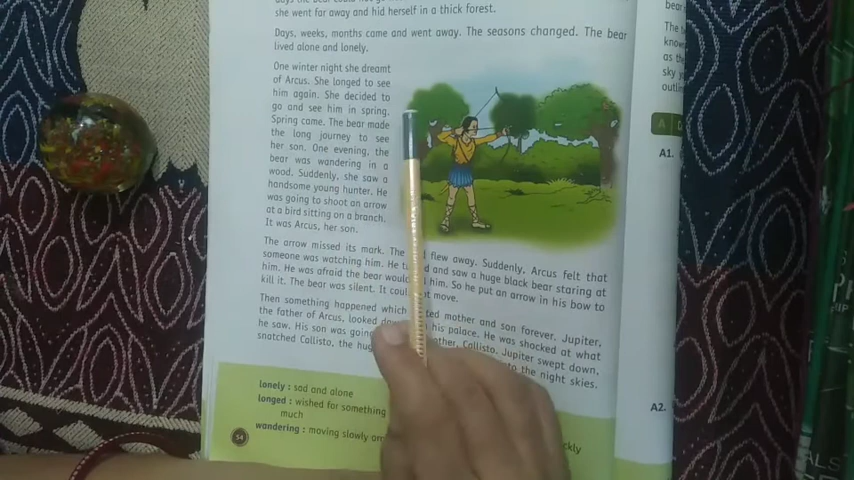 she went far away and hid herself in a thick forest.
Days, weeks, months came and went away. The seasons changed. The bear
lived alone and lonely.
One winter night she dreamt
of Arcus. She longed to see
him again. She decided to
go and see him in spring.
Spring came. The bear made
the long journey to see
her son. One evening, the
bear was wandering in a
wood. Suddenly, she saw a
handsome young hunter. He
was going to shoot an arrow
at a bird sitting on a branch.
It was Arcus, her son.
The arrow missed its mark. The flew away. Suddenly, Arcus felt that
someone was watching him. He and saw a huge black bear staring at
him. He was afraid the bear would him. So he put an arrow in his bow to
kill it. The bear was silent. It move.
Then something happened which mother and son forever. Jupiter,
the father of Arcus, looked his palace. He was shocked at what
he saw. His son was Callisto. Jupiter swept down,
snatched Callisto, the the night skies.
lonely : sad and alone
longed : wished for something
much
wandering : moving slowly
54
bear
The
know
as the
sky
outlin
A
A1.
A2.